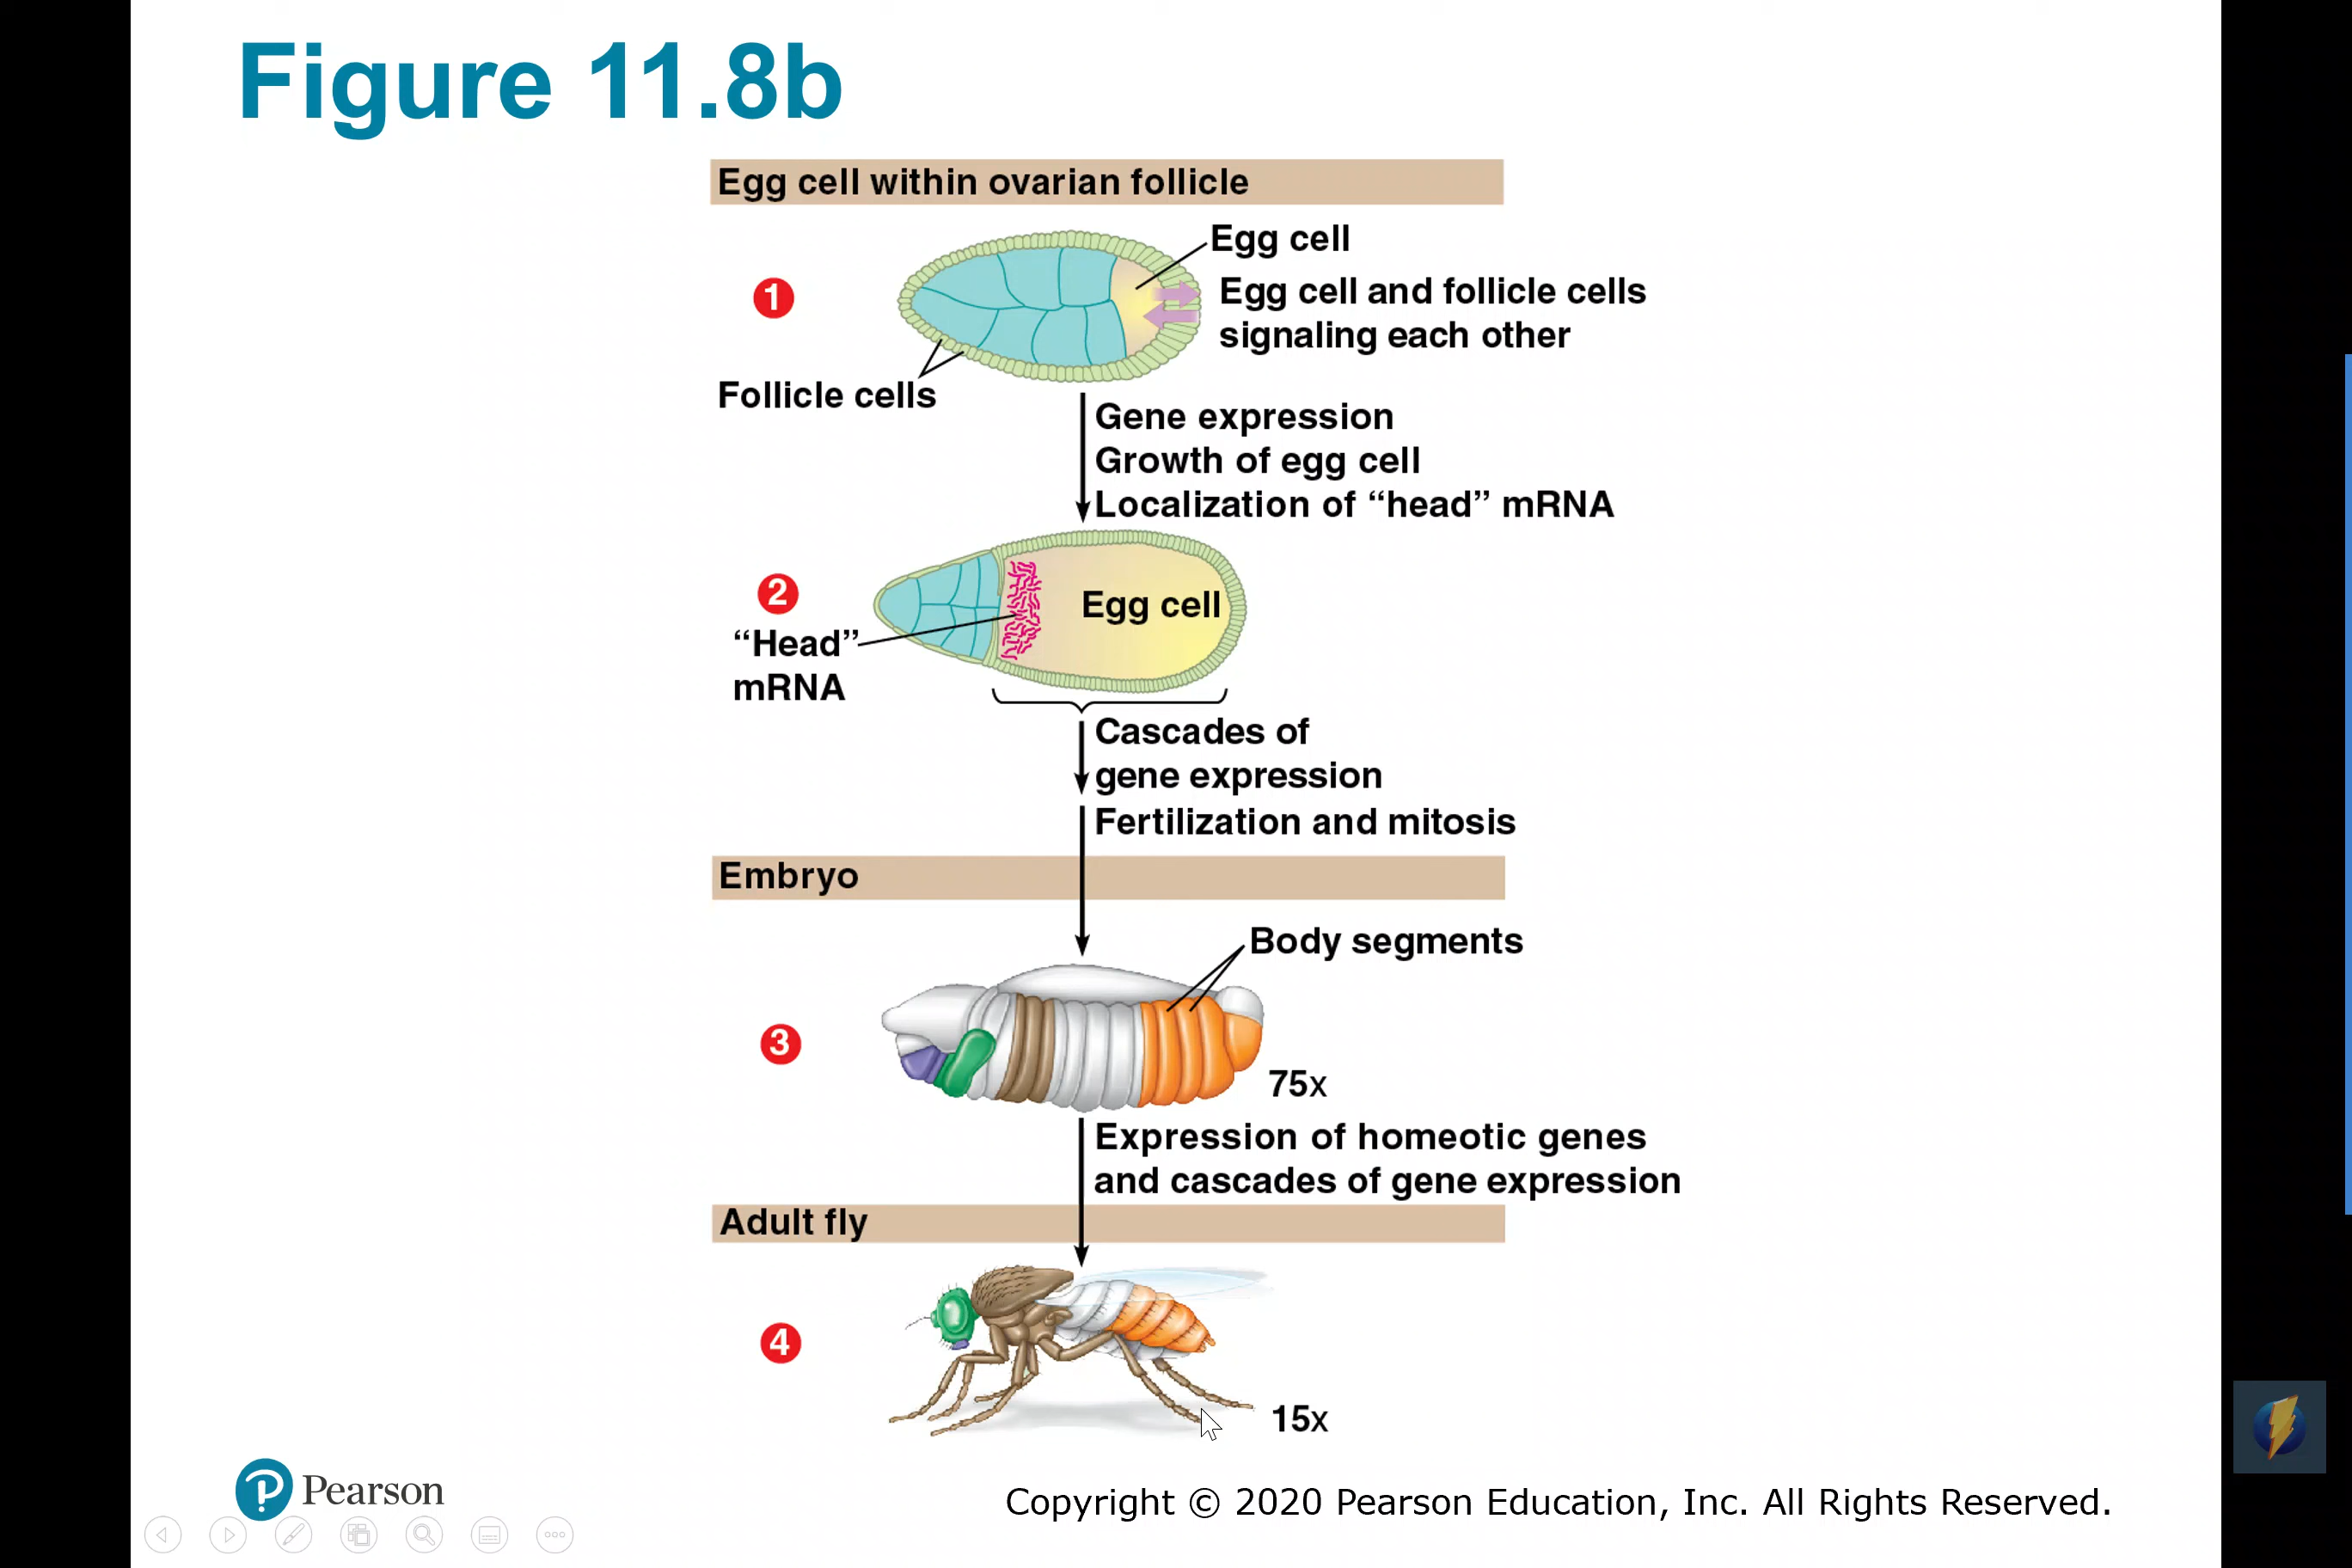 Figure 11.8b
Egg cell within ovarian follicle
Egg cell
1
Egg cell and follicle cells
signaling each other
Follicle cells
Gene expression
Growth of egg cell
Localization of “head” mRNA
2
Egg cell
“Head”
mRNA
Cascades of
gene expression
Fertilization and mitosis
Embryo
Body segments
3
75x
Expression of homeotic genes
and cascades of gene expression
Adult fly
4
15x
Pearson
Copyright © 2020 Pearson Education, Inc. All Rights Reserved.